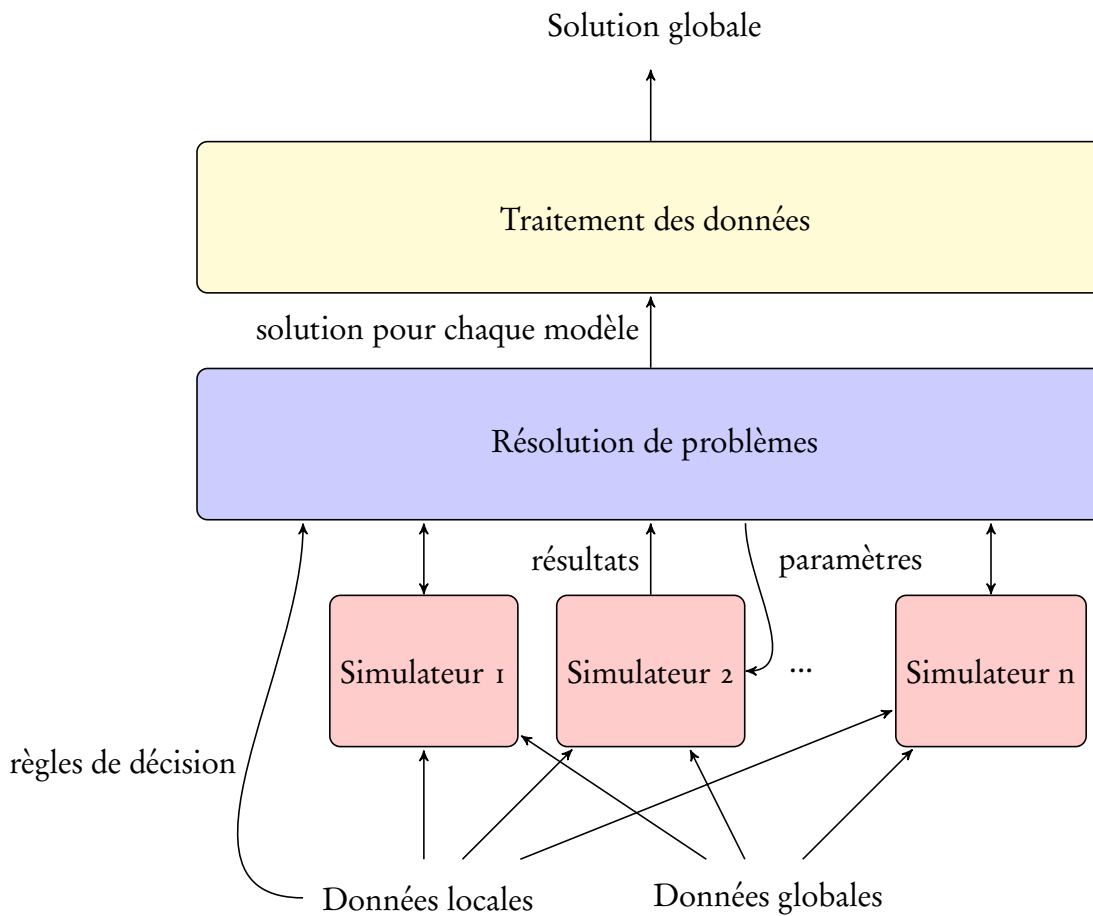 Solution globale
Traitement des données
solution pour chaque modèle
Résolution de problèmes
résultats
paramètres
Simulateur 1
Simulateur 2
...
Simulateur n
règles de décision
Données locales
Données globales